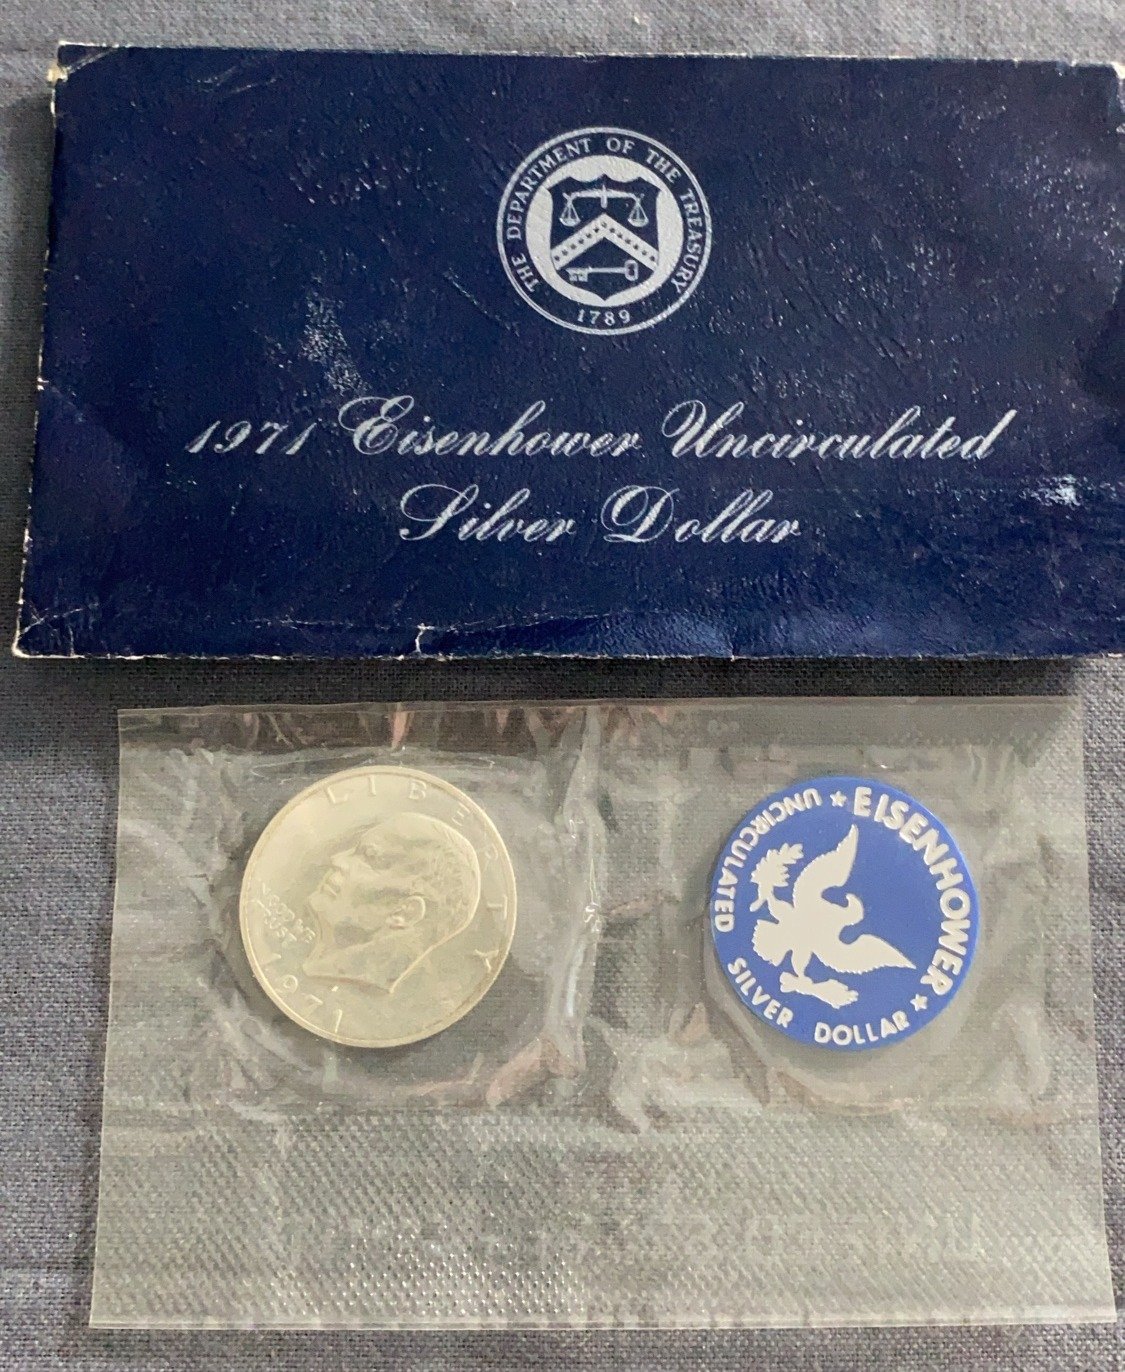 THE DEPARTMENT OF THE TREASURY
1789
1971 Eisenhower Uncirculated
Silver Dollar
LIBERTY
IN GOD WE
TRUST
1971
★ EISENHOWER ★
UNCIRCULATED
SILVER DOLLAR